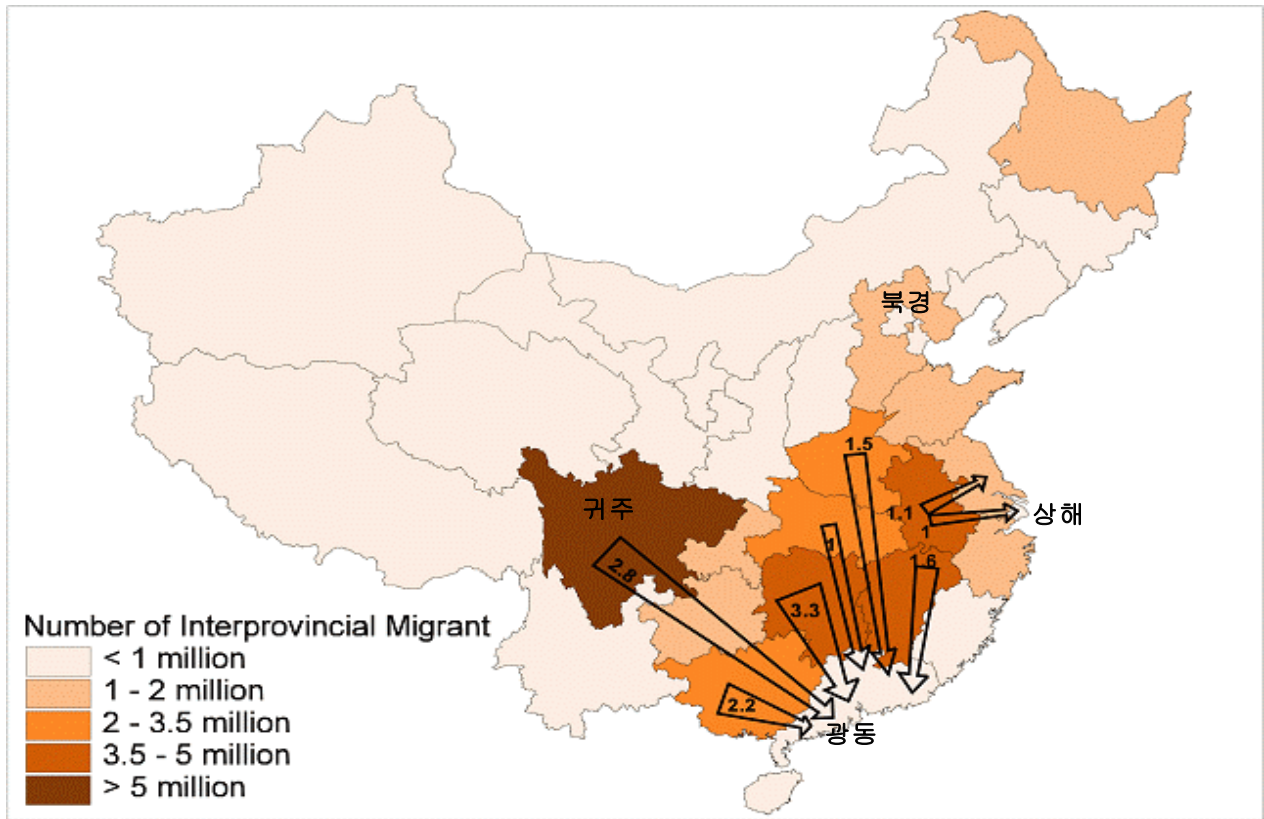 북경
1.5
1.1
1
상해
귀주
1
1.6
2.8
3.3
2.2
광동
Number of Interprovincial Migrant
< 1 million
1 - 2 million
2 - 3.5 million
3.5 - 5 million
> 5 million